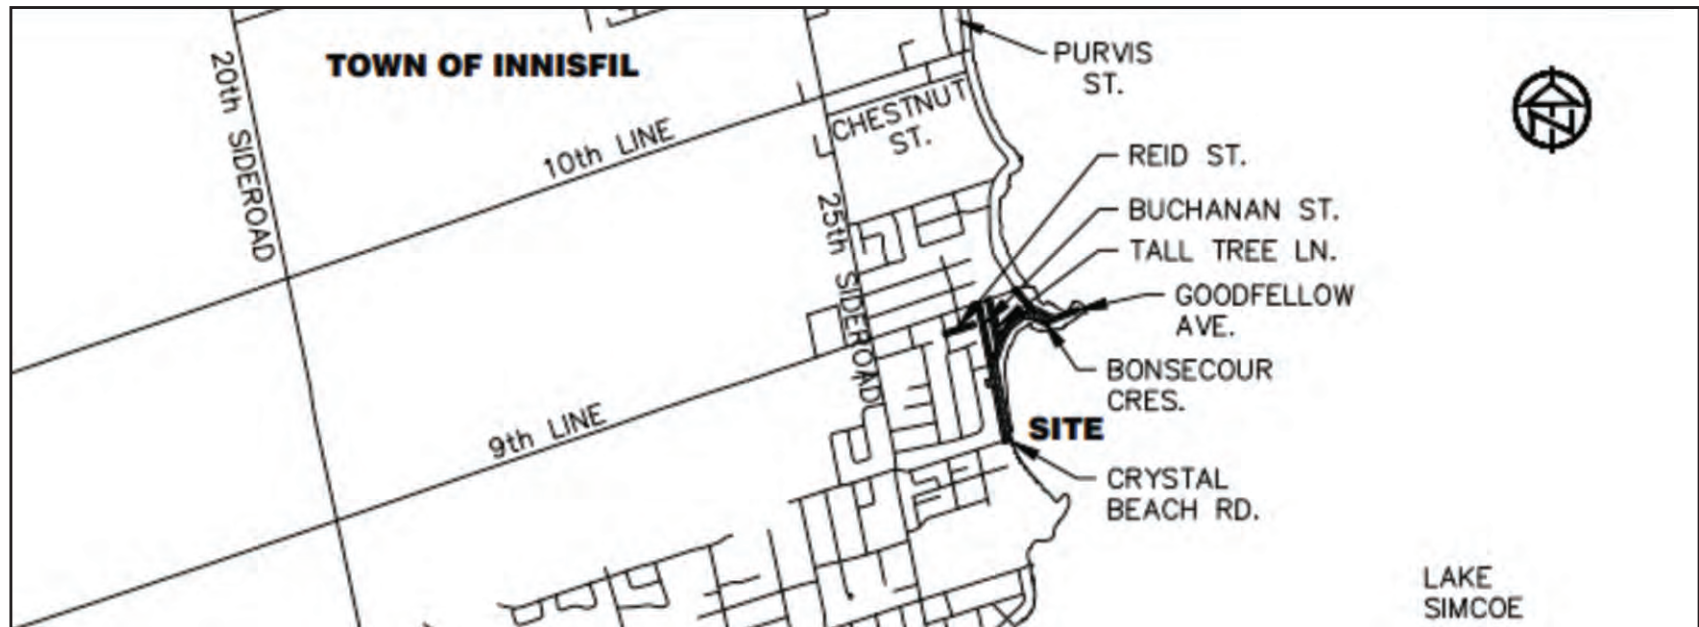 TOWN OF INNISFIL
20th SIDEROAD
10th LINE
PURVIS
ST.
CHESTNUT
ST.
N
REID ST.
25th SIDEROAD
BUCHANAN ST.
TALL TREE LN.
GOODFELLOW
AVE.
BONSECOUR
CRES.
9th LINE
SITE
CRYSTAL
BEACH RD.
LAKE
SIMCOE